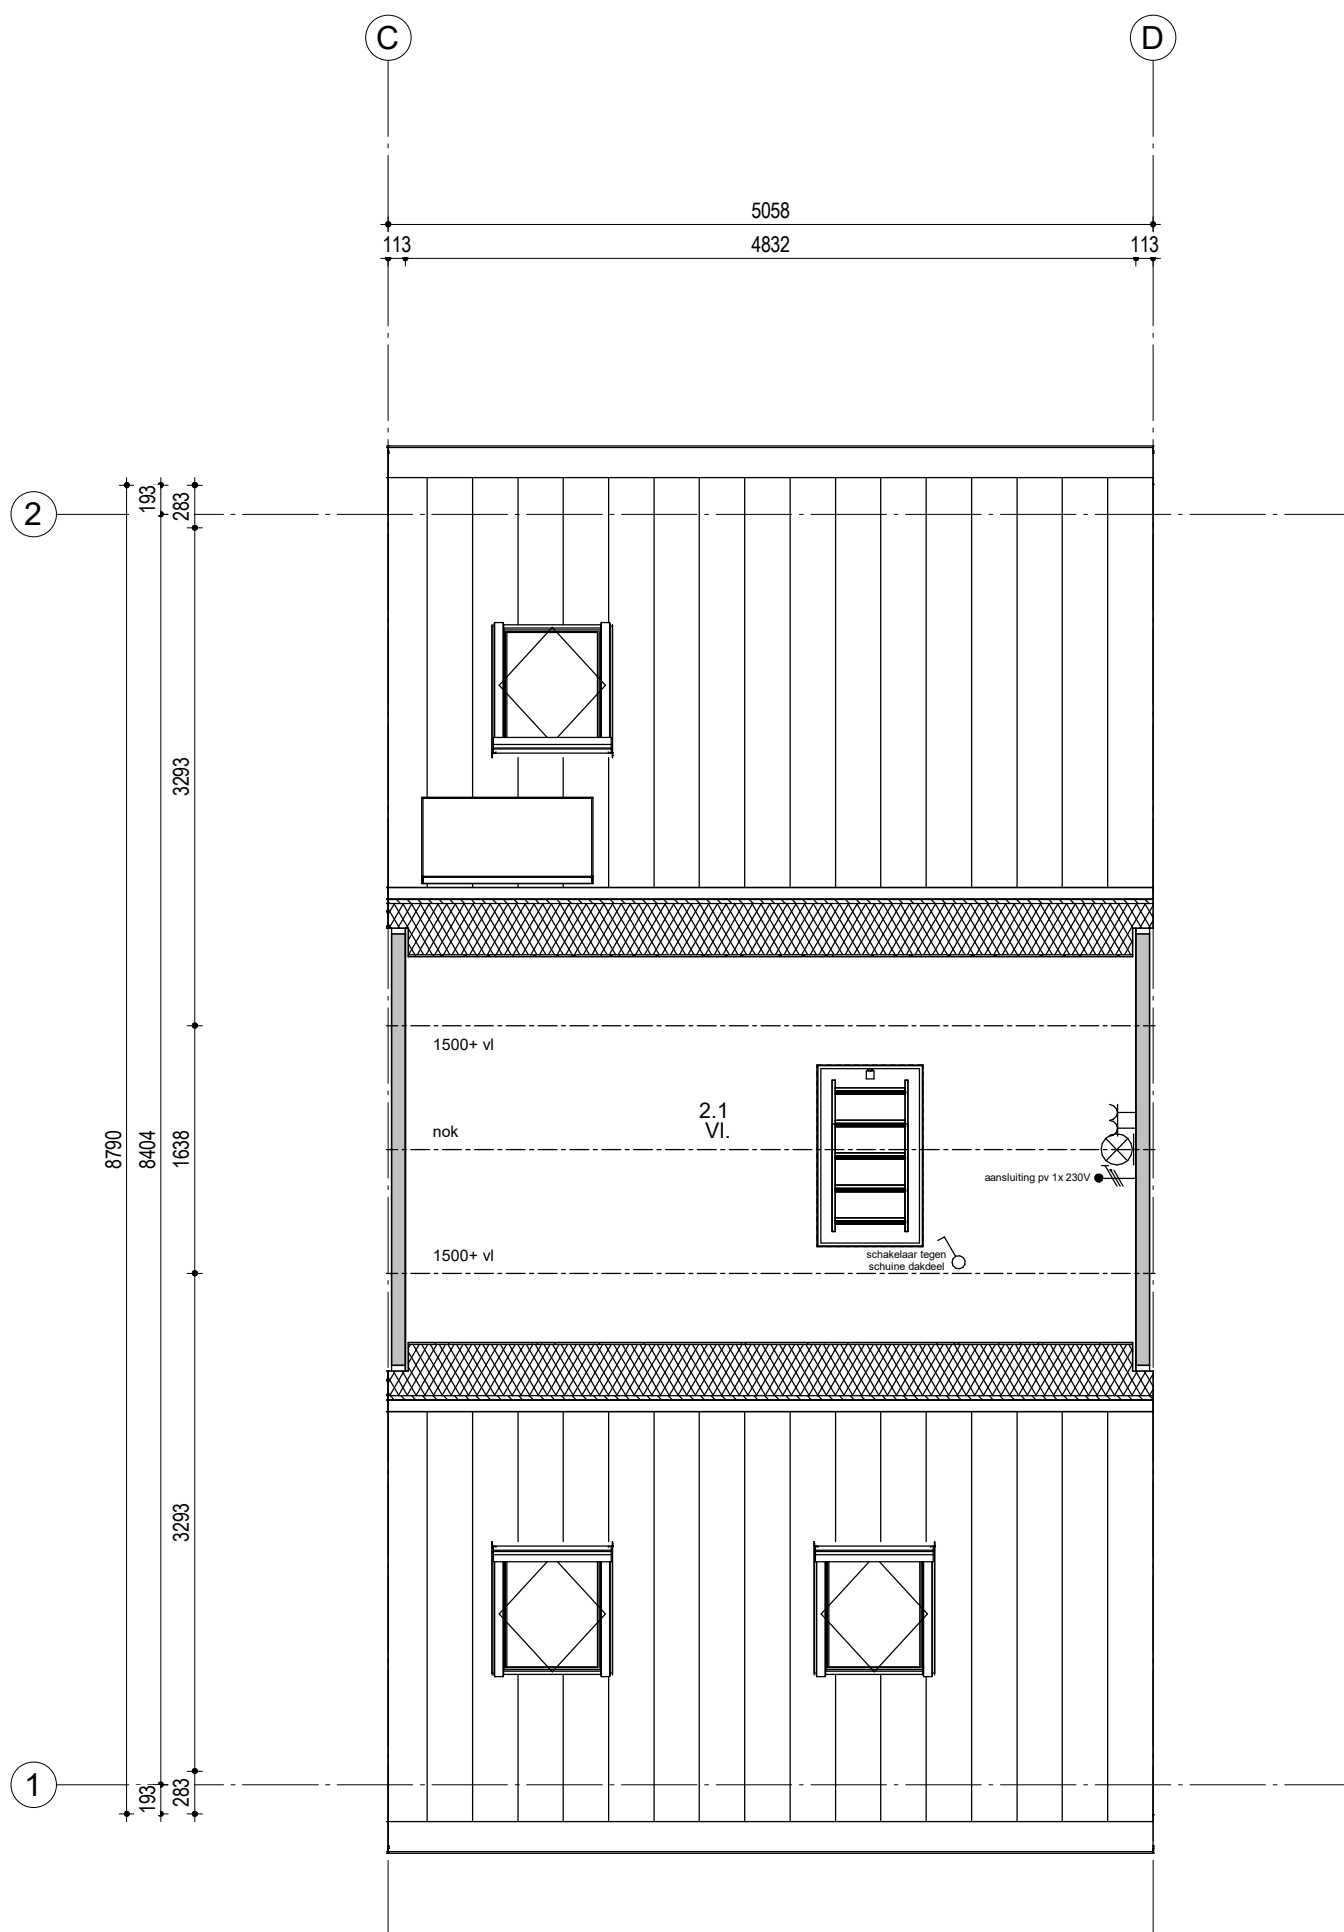 C
D
5058
113
4832
113
2
193
283
3293
8790
8404
1638
1500+ vl
nok
2.1
Vl.
aansluiting pv 1x 230V
1500+ vl
schakelaar tegen
schuine dakdeel
3293
1
193
283